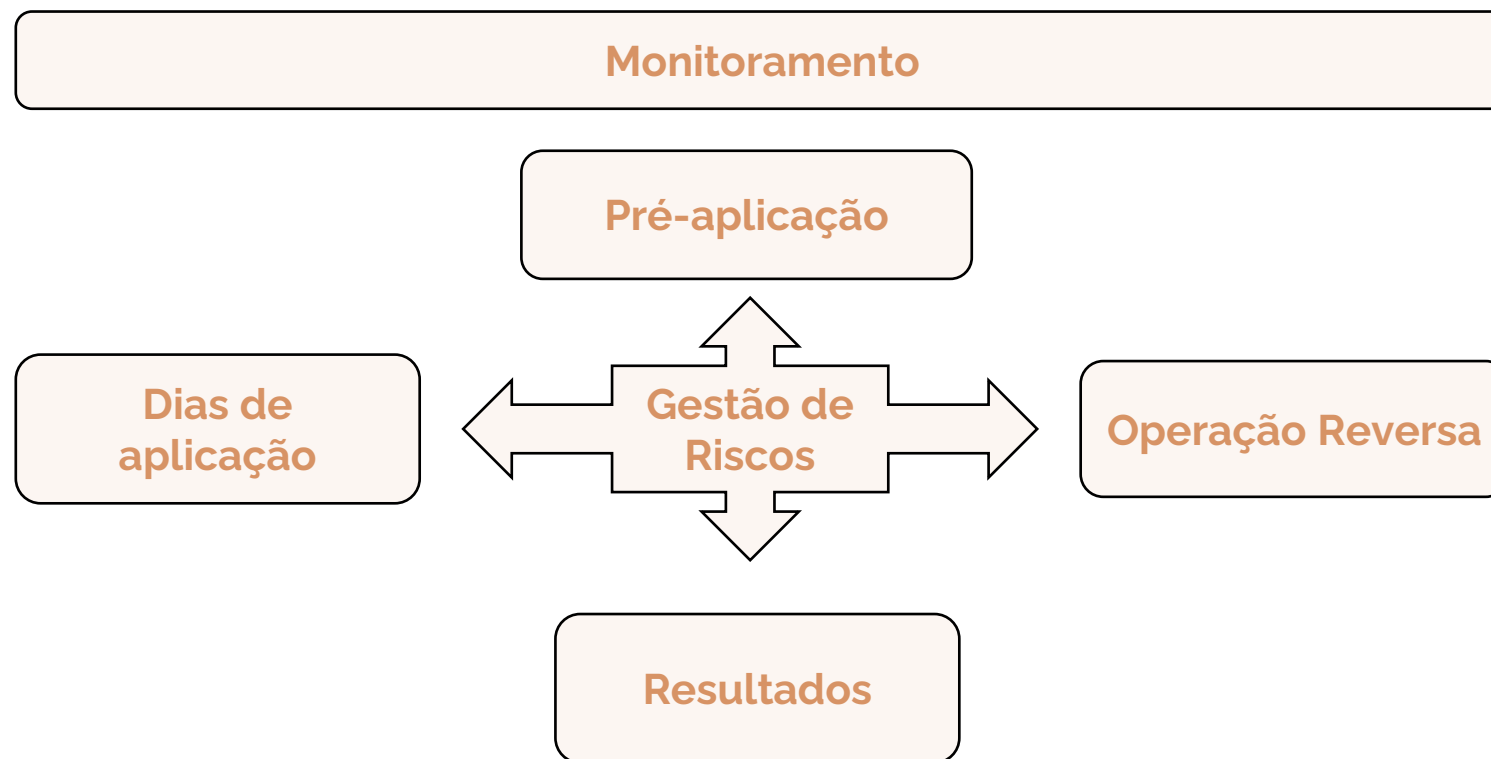 Monitoramento
Pré-aplicação
Dias de
aplicação
Gestão de
Riscos
Operação Reversa
Resultados